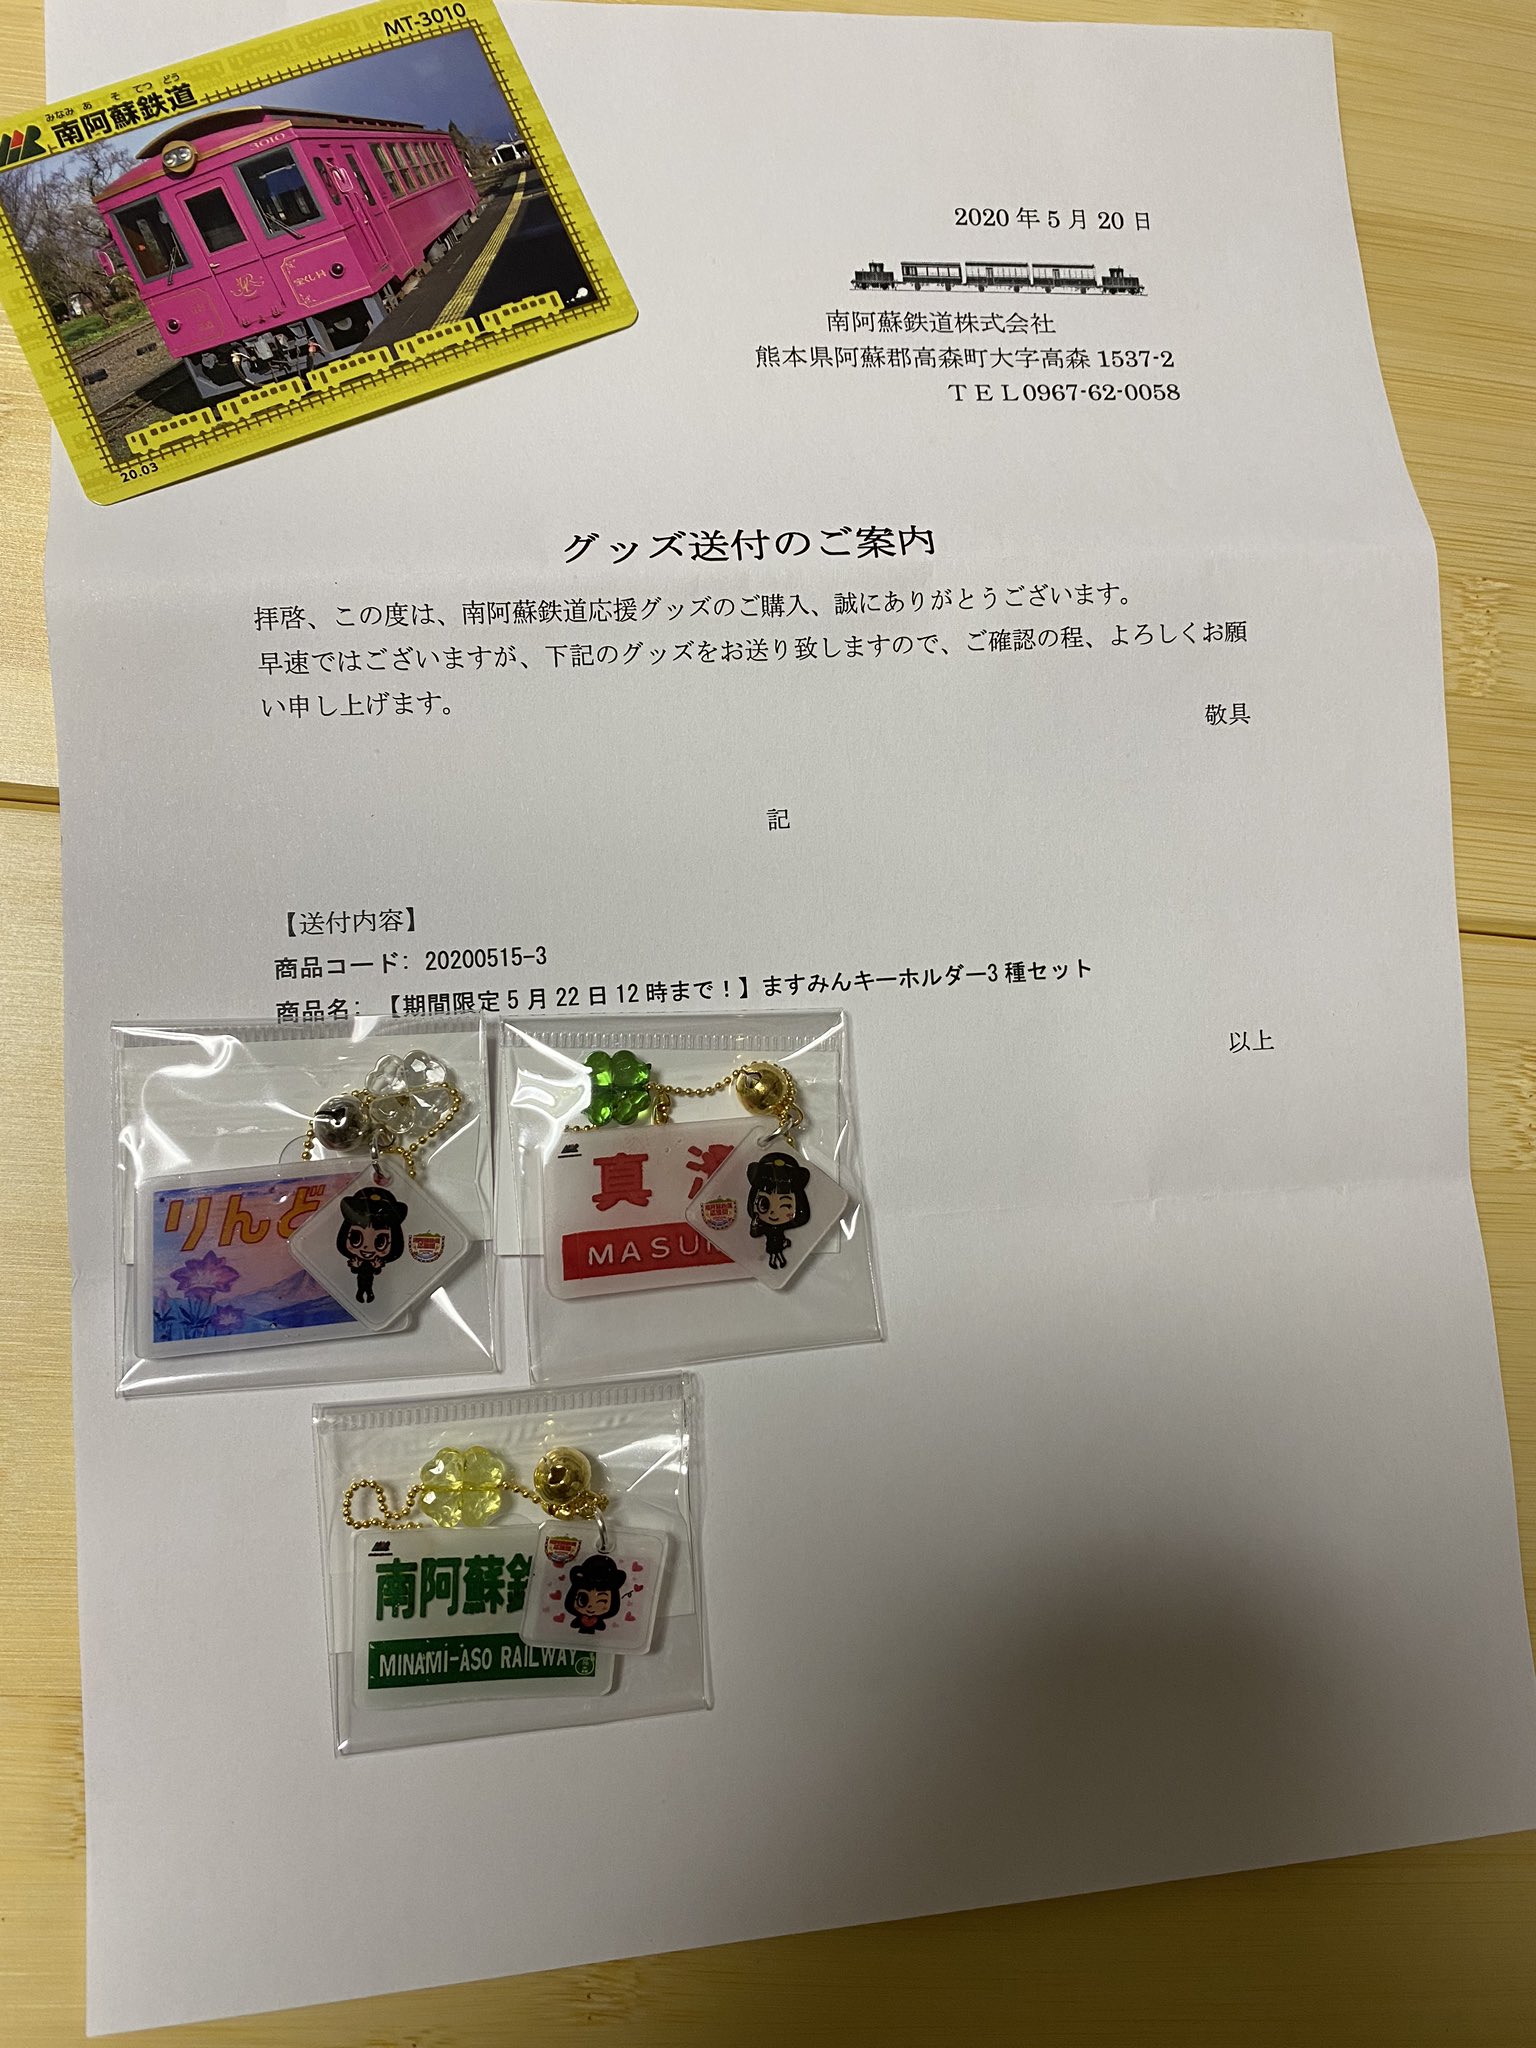 MT-3010
みなみ あ そ てつ どう
南阿蘇鉄道
3010
宝くじ号
20.03
2020年5月20日
南阿蘇鉄道株式会社
熊本県阿蘇郡高森町大字高森1537-2
TEL0967-62-0058
グッズ送付のご案内
拝啓、この度は、南阿蘇鉄道応援グッズのご購入、誠にありがとうございます。
早速ではございますが、下記のグッズをお送り致しますので、ご確認の程、よろしくお願
い申し上げます。
敬具
記
【送付内容】
商品コード: 20200515-3
商品名: 【期間限定5月22日12時まで!】ますみんキーホルダー3種セット
以上
りんど
真
MASU
南阿蘇鉄
MINAMI-ASO RAILWAY